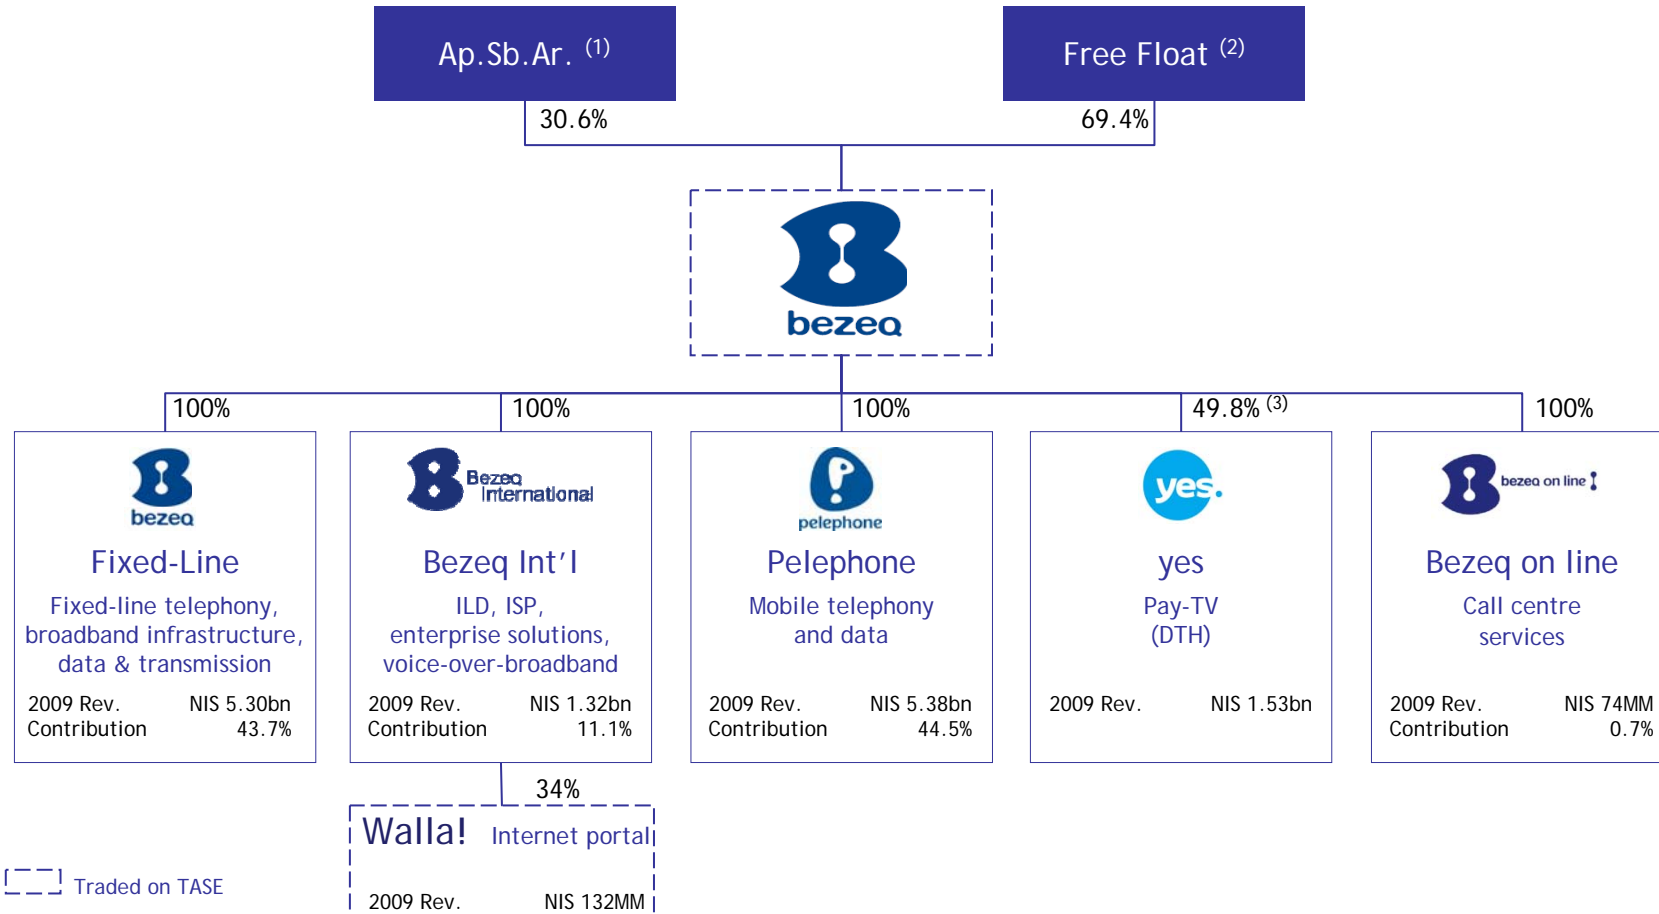 Ap.Sb.Ar. (1)
Free Float (2)
30.6%
69.4%
bezeq
100%
100%
100%
49.8% (3)
100%
bezeq
Fixed-Line
Fixed-line telephony,
broadband infrastructure,
data & transmission
2009 Rev. NIS 5.30bn
Contribution 43.7%
Bezeq
International
Bezeq Int'l
ILD, ISP,
enterprise solutions,
voice-over-broadband
2009 Rev. NIS 1.32bn
Contribution 11.1%
pelephone
Pelephone
Mobile telephony
and data
2009 Rev. NIS 5.38bn
Contribution 44.5%
yes.
yes
Pay-TV
(DTH)
2009 Rev. NIS 1.53bn
bezeq on line
Bezeq on line
Call centre
services
2009 Rev. NIS 74MM
Contribution 0.7%
34%
Walla! Internet portal
2009 Rev. NIS 132MM
Traded on TASE